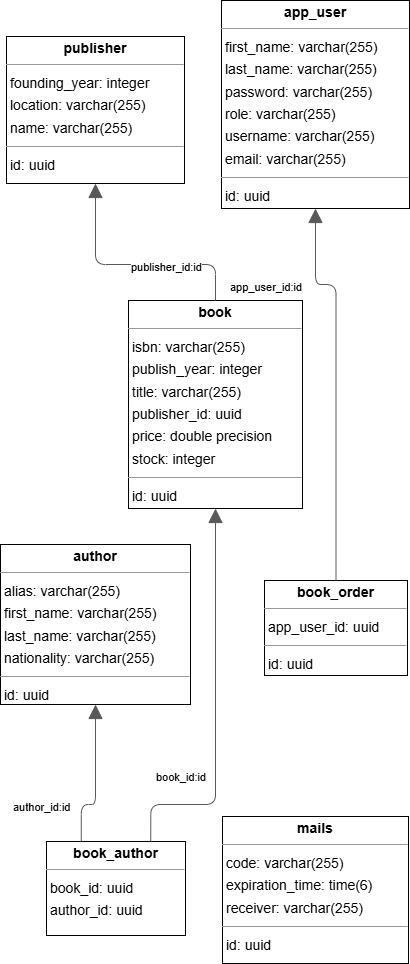 app_user
first_name: varchar(255)
last_name: varchar(255)
password: varchar(255)
role: varchar(255)
username: varchar(255)
email: varchar(255)
id: uuid
publisher
founding_year: integer
location: varchar(255)
name: varchar(255)
id: uuid
publisher_id:id
app_user_id:id
book
isbn: varchar(255)
publish_year: integer
title: varchar(255)
publisher_id: uuid
price: double precision
stock: integer
id: uuid
author
alias: varchar(255)
first_name: varchar(255)
last_name: varchar(255)
nationality: varchar(255)
id: uuid
book_order
app_user_id: uuid
id: uuid
book_id:id
author_id:id
book_author
book_id: uuid
author_id: uuid
mails
code: varchar(255)
expiration_time: time(6)
receiver: varchar(255)
id: uuid